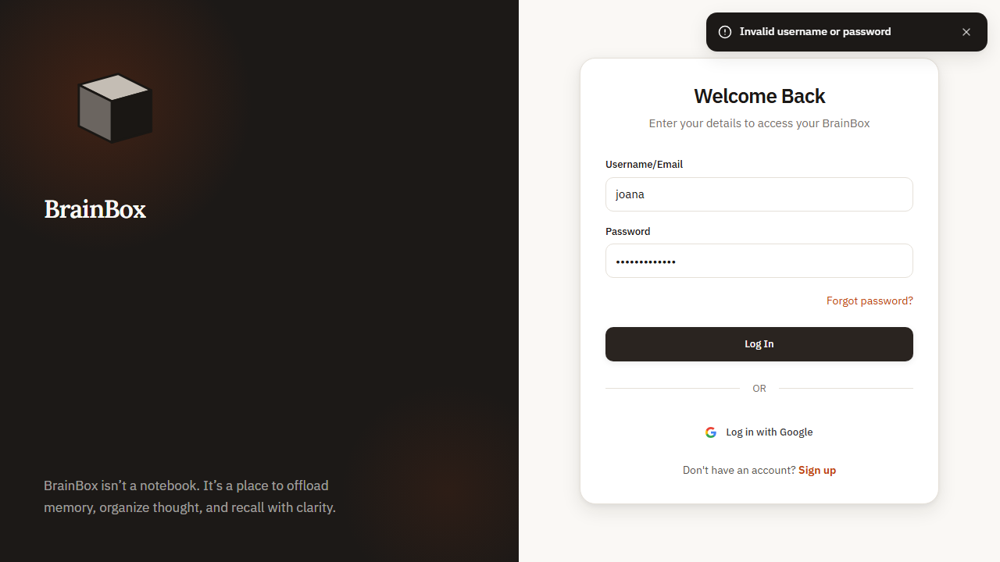 BrainBox
BrainBox isn’t a notebook. It’s a place to offload
memory, organize thought, and recall with clarity.
Invalid username or password
Welcome Back
Enter your details to access your BrainBox
Username/Email
joana
Password
•••••••••••••
Forgot password?
Log In
OR
Log in with Google
Don't have an account? Sign up